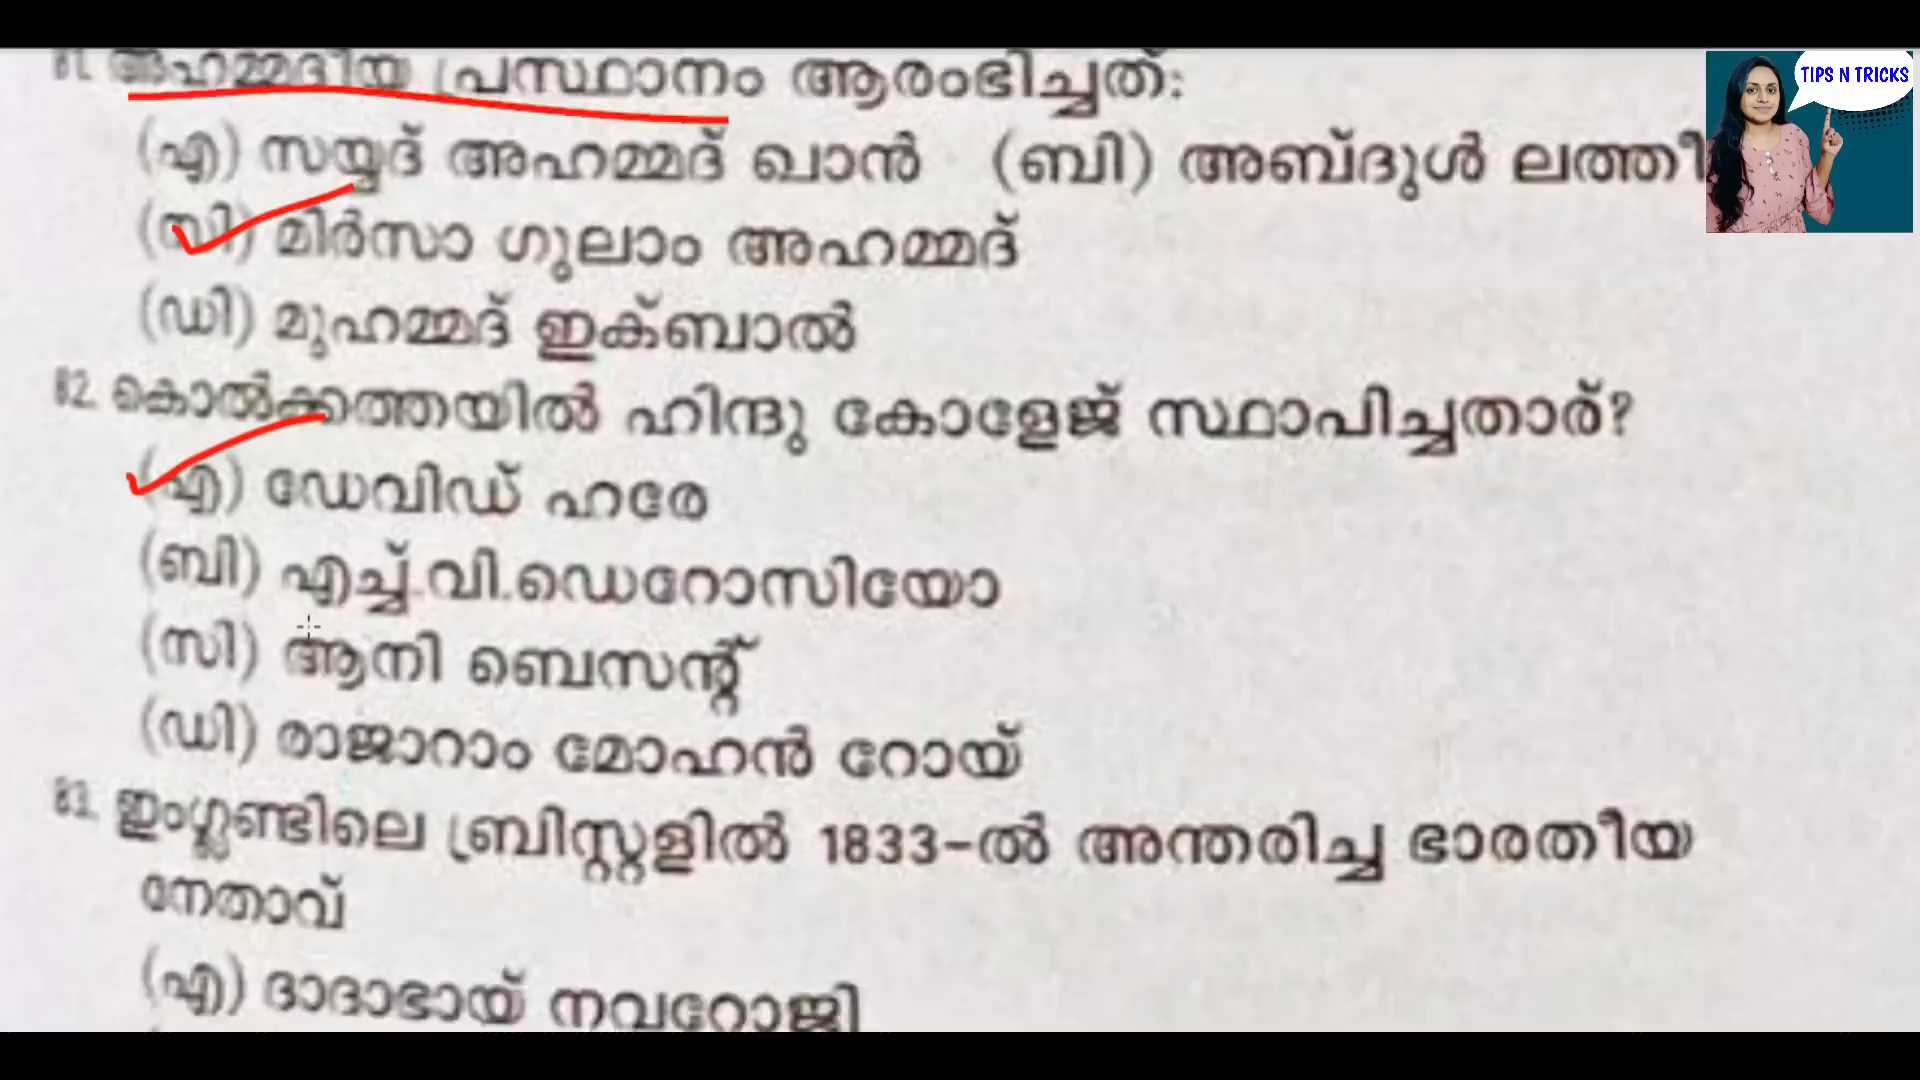 81. അഹമ്മദീയ പ്രസ്ഥാനം ആരംഭിച്ചത്:
(എ) സയ്യദ് അഹമ്മദ് ഖാൻ (ബി) അബ്ദുൾ
(സി) മിർസാ ഗുലാം അഹമ്മദ്
(ഡി) മുഹമ്മദ് ഇക്ബാൽ
82. കൊൽക്കത്തയിൽ ഹിന്ദു കോളേജ് സ്ഥാപിച്ചതാര്?
(എ) ഡേവിഡ് ഹരേ
(ബി) എച്ച്.വി.ഡെറോസിയോ
(സി) ആനി ബെസന്റ്
(ഡി) രാജാറാം മോഹൻ റോയ്
83. ഇംഗ്ലണ്ടിലെ ബ്രിസ്റ്റളിൽ 1833-ൽ അന്തരിച്ച ഭാരതീയ
നേതാവ്
(എ) ദാദാഭായ് നവറോജി
TIPS N TRICKS